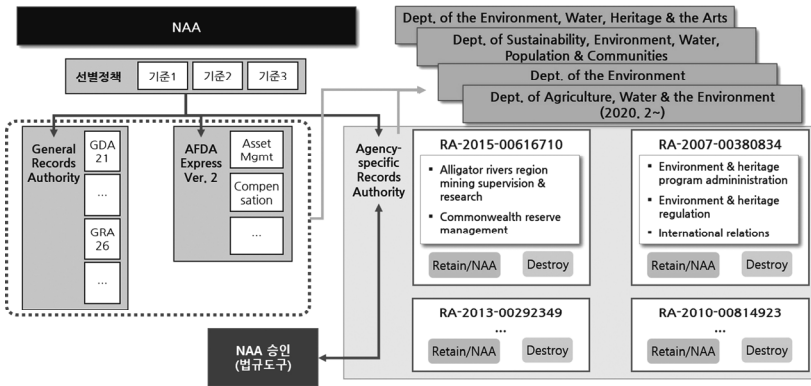 NAA
선별정책
기준1
기준2
기준3
Dept. of the Environment, Water, Heritage & the Arts
Dept. of Sustainability, Environment, Water,
Population & Communities
Dept. of the Environment
Dept. of Agriculture, Water & the Environment
(2020. 2~)
General
Records
Authority
GDA
21
...
GRA
26
...
AFDA
Express
Ver. 2
Asset
Mgmt
Compen
sation
...
Agency-
specific
Records
Authority
RA-2015-00616710
▪ Alligator rivers region
mining supervision &
research
▪ Commonwealth reserve
management
Retain/NAA
Destroy
RA-2007-00380834
▪ Environment & heritage
program admininistration
▪ Environment & heritage
regulation
▪ International relations
Retain/NAA
Destroy
RA-2013-00292349
...
Retain/NAA
Destroy
RA-2010-00814923
...
Retain/NAA
Destroy
NAA 승인
(법규도구)